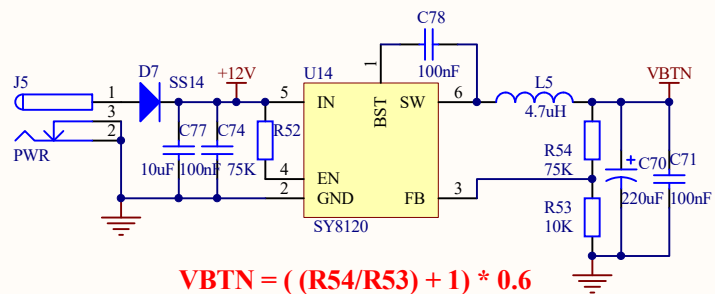 C78
100nF
J5
D7
SS14
+12V
U14
1
L5
4.7uH
VBTN
1
3
2
PWR
5
IN
BST
SW
6
C77
10uF
C74
100nF
R52
75K
4
EN
2
GND
FB
3
SY8120
R54
75K
R53
10K
+
C70
220uF
C71
100nF
VBTN = ( (R54/R53) + 1) * 0.6